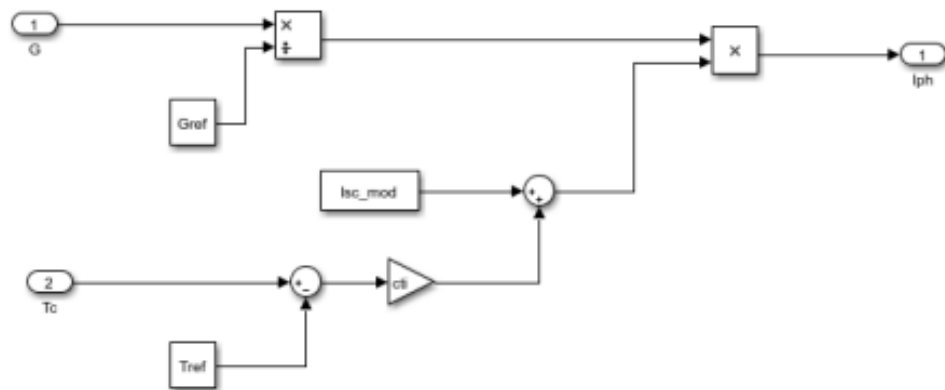 1
G
×
÷
Gref
×
1
Iph
Isc_mod
+
+
2
Tc
+
−
cti
Tref